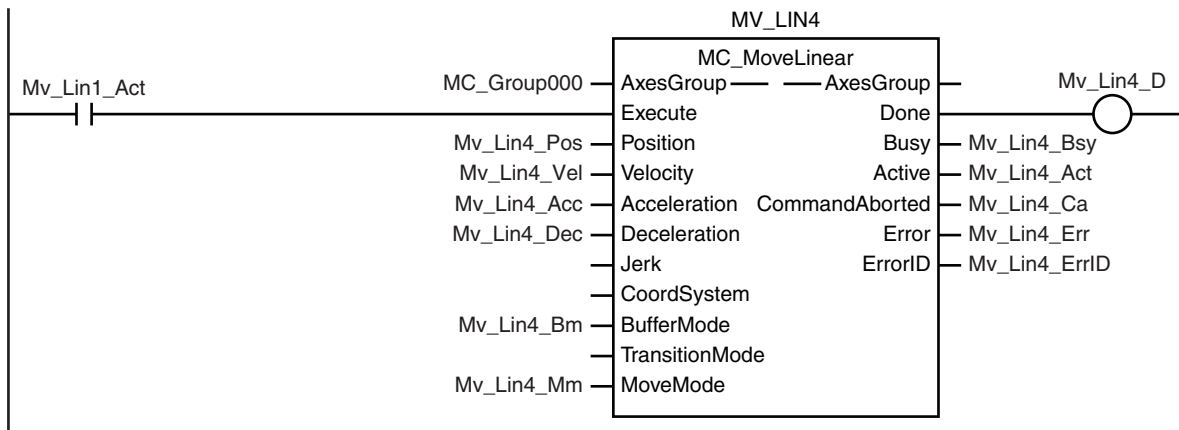 MV_LIN4
MC_MoveLinear
Mv_Lin1_Act
MC_Group000 AxesGroup AxesGroup Mv_Lin4_D
Execute Done
Mv_Lin4_Pos Position Busy Mv_Lin4_Bsy
Mv_Lin4_Vel Velocity Active Mv_Lin4_Act
Mv_Lin4_Acc Acceleration CommandAborted Mv_Lin4_Ca
Mv_Lin4_Dec Deceleration Error Mv_Lin4_Err
Jerk ErrorID Mv_Lin4_ErrID
CoordSystem
Mv_Lin4_Bm BufferMode
TransitionMode
Mv_Lin4_Mm MoveMode